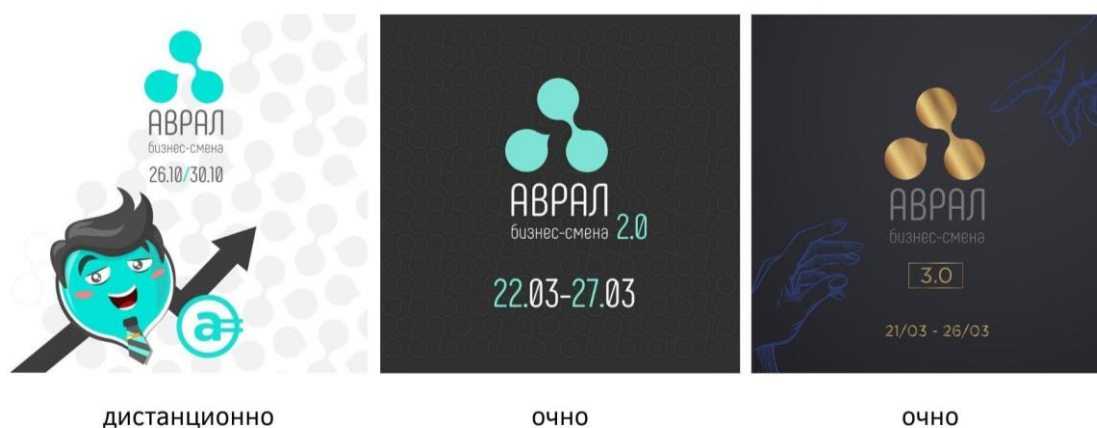 АВРАЛ
бизнес-смена
26.10/30.10
a
АВРАЛ
бизнес-смена 2.0
22.03-27.03
АВРАЛ
бизнес-смена
3.0
21/03 - 26/03
дистанционно
очно
очно